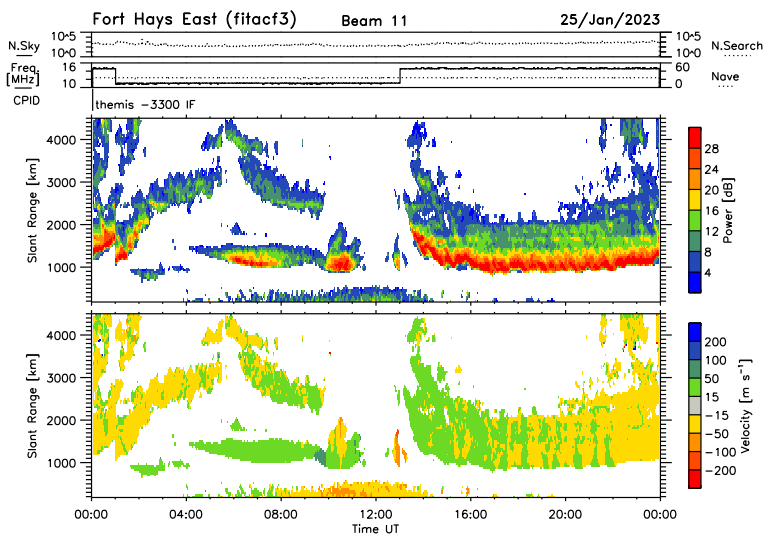 Fort Hays East (fitacf3) Beam 11 25/Jan/2023
N.Sky 10^5 10^0 10^5 10^0 N.Search
Freq. [MHz] 16 10 60 0 Nave
CPID themis -3300 IF
Slant Range [km]
4000
3000
2000
1000
Power [dB]
28
24
20
16
12
8
4
Slant Range [km]
4000
3000
2000
1000
Velocity [m s⁻¹]
200
100
50
15
-15
-50
-100
-200
00:00 04:00 08:00 12:00 16:00 20:00 00:00
Time UT